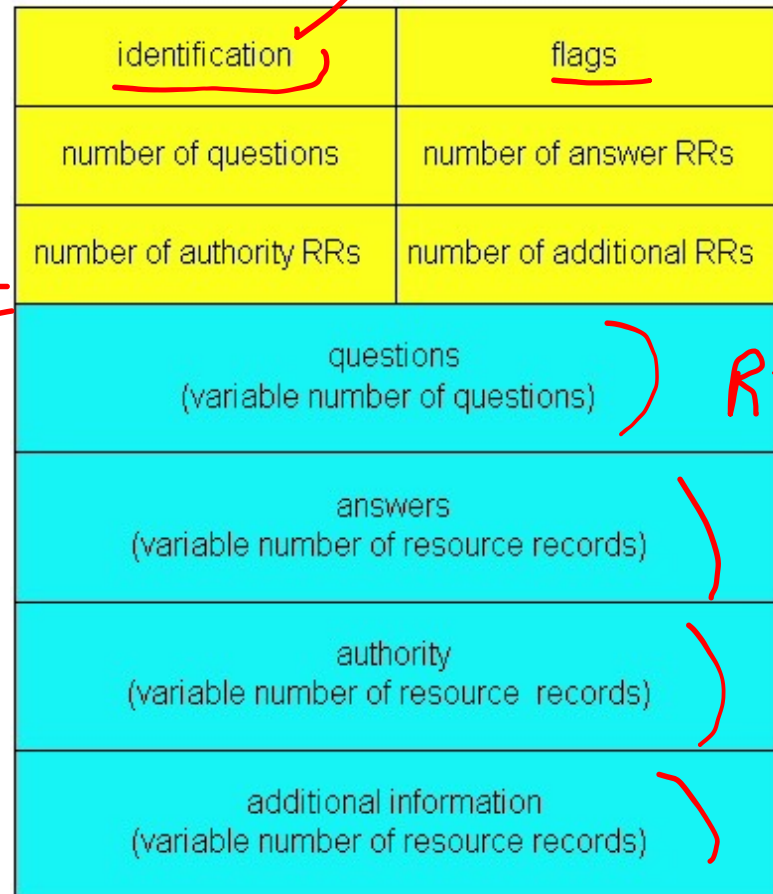 identification
flags
number of questions
number of answer RRs
number of authority RRs
number of additional RRs
questions
(variable number of questions)
R
answers
(variable number of resource records)
authority
(variable number of resource records)
additional information
(variable number of resource records)